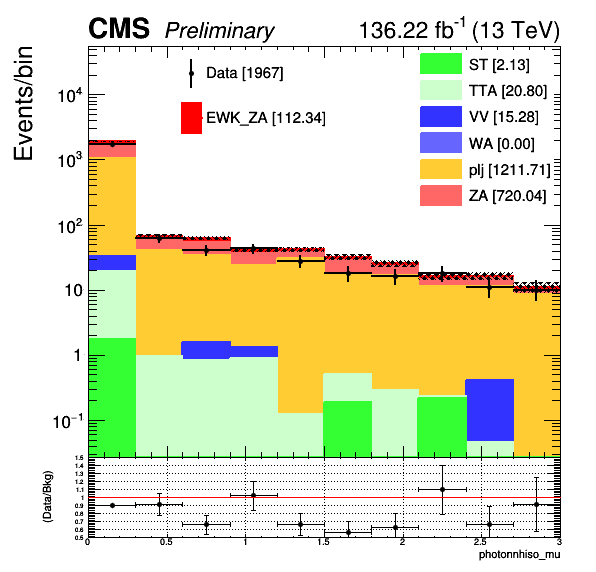 CMS Preliminary 136.22 fb⁻¹ (13 TeV)
Events/bin
Data [1967]
EWK_ZA [112.34]
ST [2.13]
TTA [20.80]
VV [15.28]
WA [0.00]
plj [1211.71]
ZA [720.04]
10⁴
10³
10²
10
1
10⁻¹
(Data/Bkg)
1.5
1.4
1.3
1.2
1.1
1
0.9
0.8
0.7
0.6
0.5
0 0.5 1 1.5 2 2.5 3
photonnhiso_mu